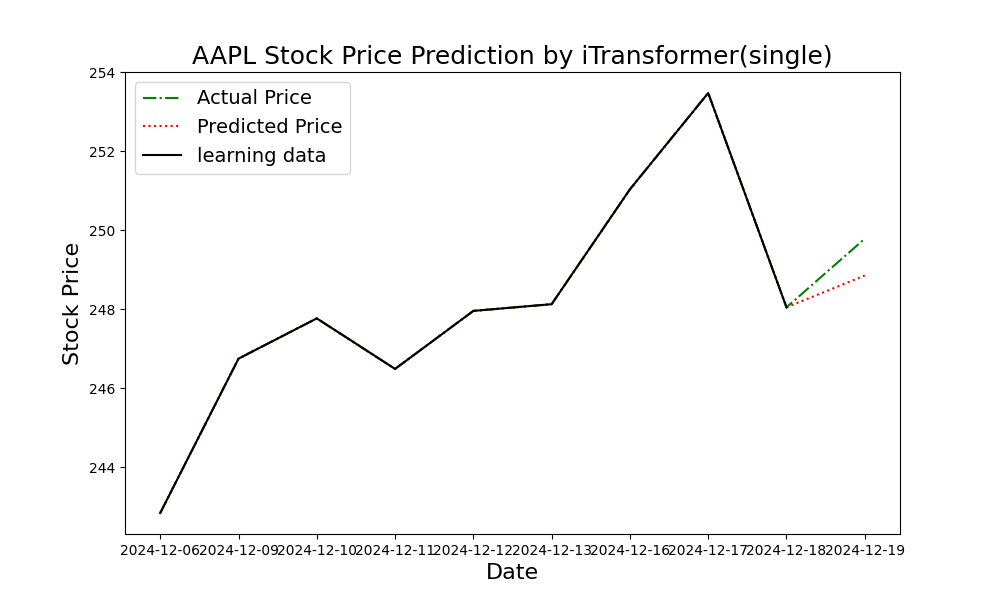 AAPL Stock Price Prediction by iTransformer(single)
Actual Price
Predicted Price
learning data
254
252
250
248
246
244
Stock Price
2024-12-06 2024-12-09 2024-12-10 2024-12-11 2024-12-12 2024-12-13 2024-12-16 2024-12-17 2024-12-18 2024-12-19
Date